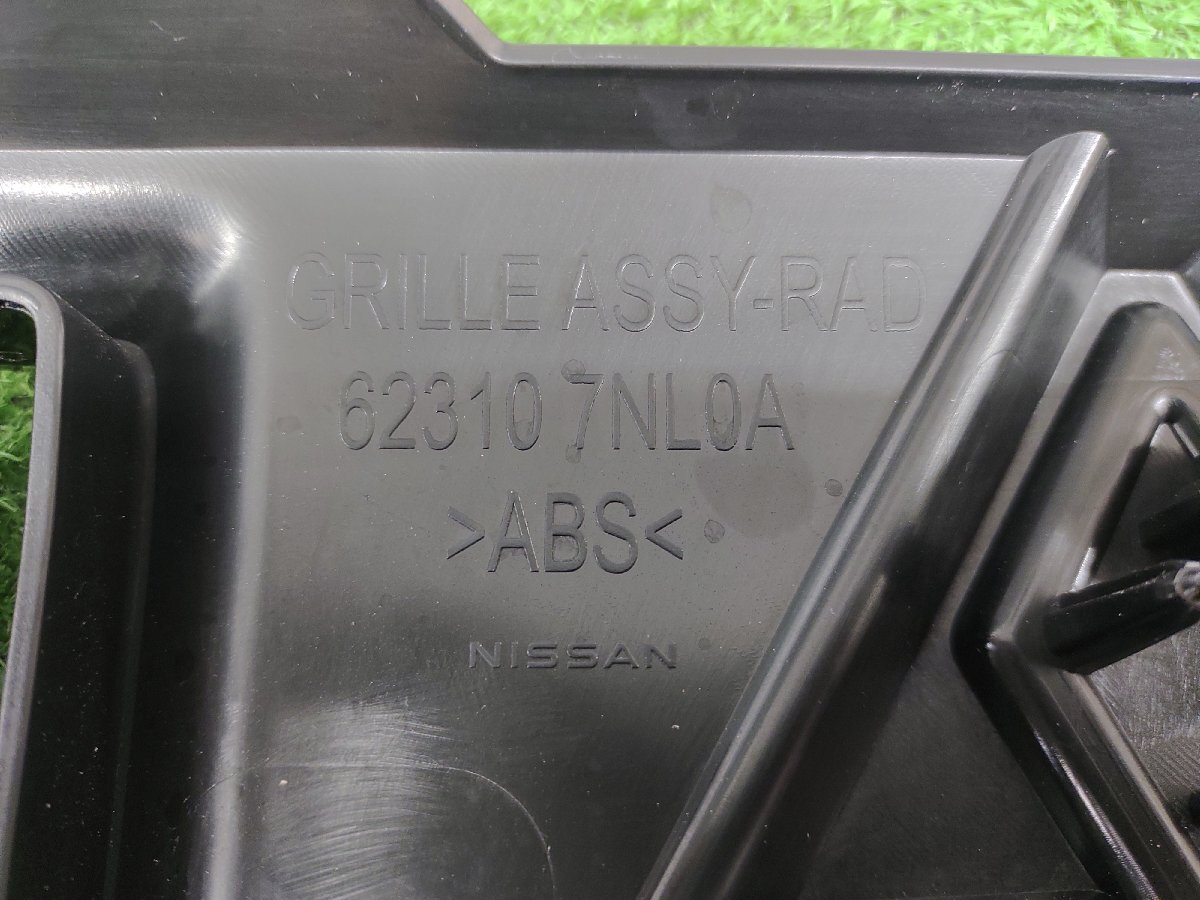 GRILLE ASSY-RAD
62310 7NL0A
>ABS<
NISSAN